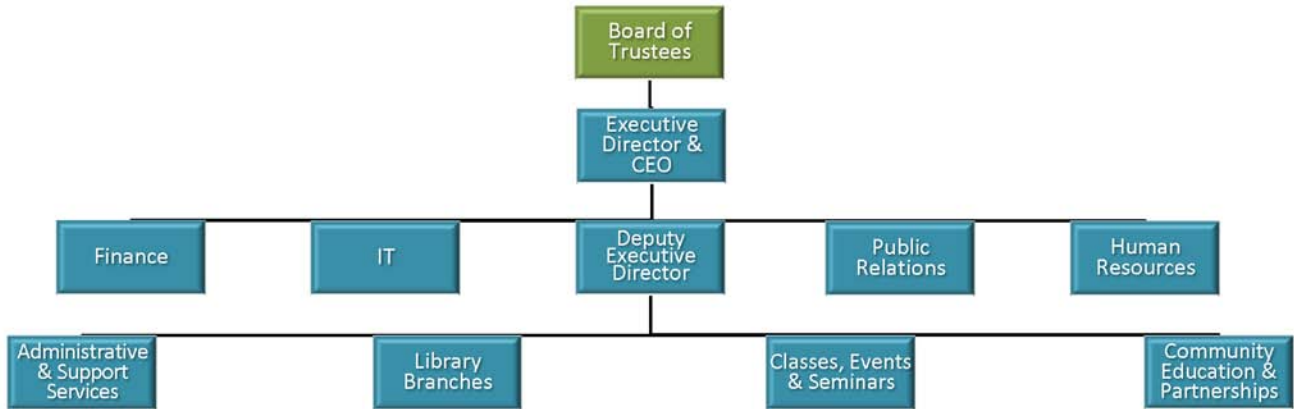 Board of
Trustees
Executive
Director &
CEO
Finance
IT
Deputy
Executive
Director
Public
Relations
Human
Resources
Administrative
& Support
Services
Library
Branches
Classes, Events
& Seminars
Community
Education &
Partnerships